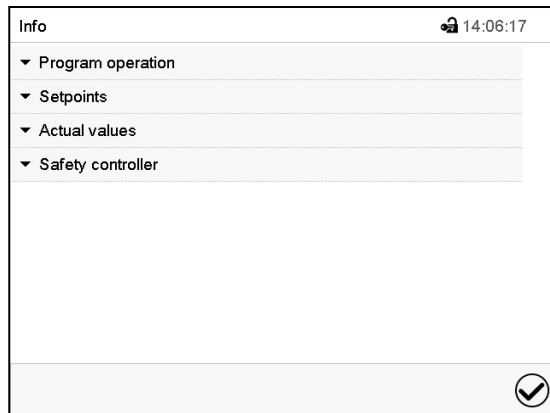 Info 14:06:17
Program operation
Setpoints
Actual values
Safety controller